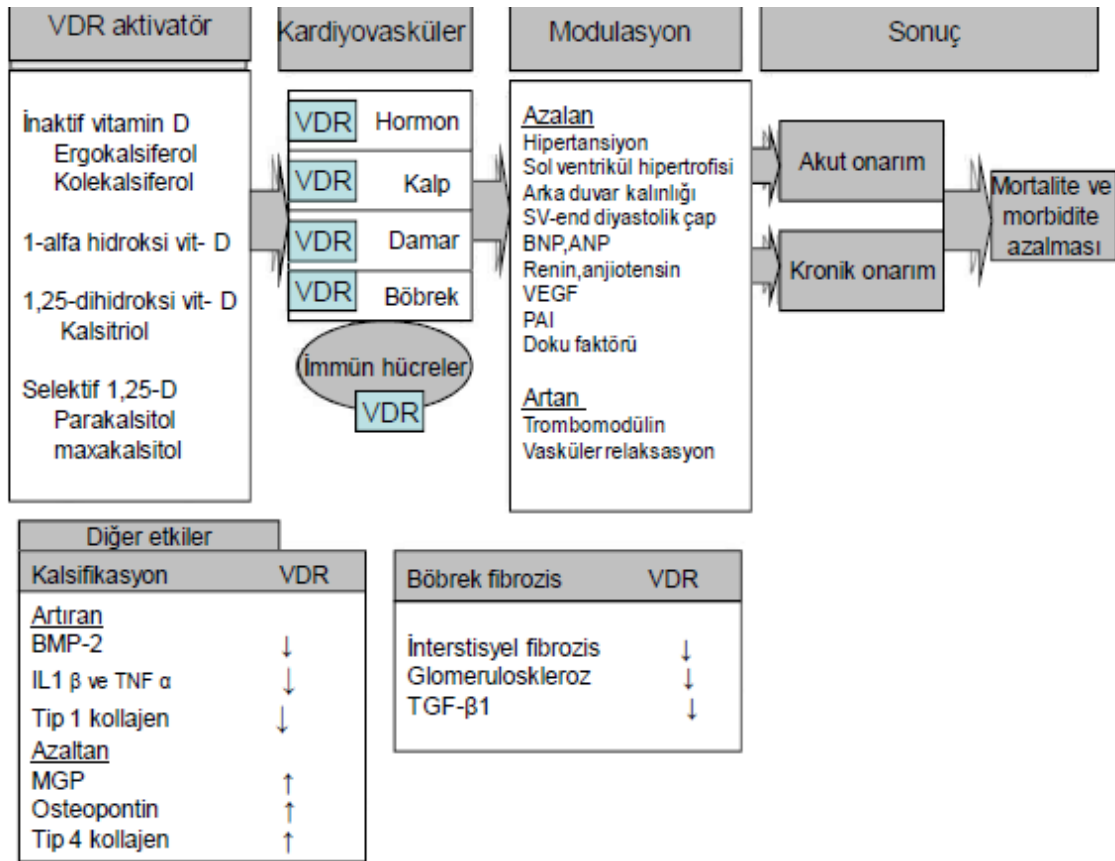 VDR aktivatör
İnaktif vitamin D
Ergokalsiferol
Kolekalsiferol
1-alfa hidroksi vit- D
1,25-dihidroksi vit- D
Kalsitriol
Selektif 1,25-D
Parakalsitol
maxakalsitol
Kardiyovasküler
VDR Hormon
VDR Kalp
VDR Damar
VDR Böbrek
İmmün hücreler
VDR
Modulasyon
Azalan
Hipertansiyon
Sol ventrikül hipertrofisi
Arka duvar kalınlığı
SV-end diyastolik çap
BNP,ANP
Renin,anjiotensin
VEGF
PAI
Doku faktörü
Artan
Trombomodülin
Vasküler relaksasyon
Sonuç
Akut onarım
Kronik onarım
Mortalite ve
morbidite
azalması
Diğer etkiler
Kalsifikasyon VDR
Artıran
BMP-2 ↓
IL1 β ve TNF α ↓
Tip 1 kollajen ↓
Azaltan
MGP ↑
Osteopontin ↑
Tip 4 kollajen ↑
Böbrek fibrozis VDR
İnterstisyel fibrozis ↓
Glomeruloskleroz ↓
TGF-β1 ↓